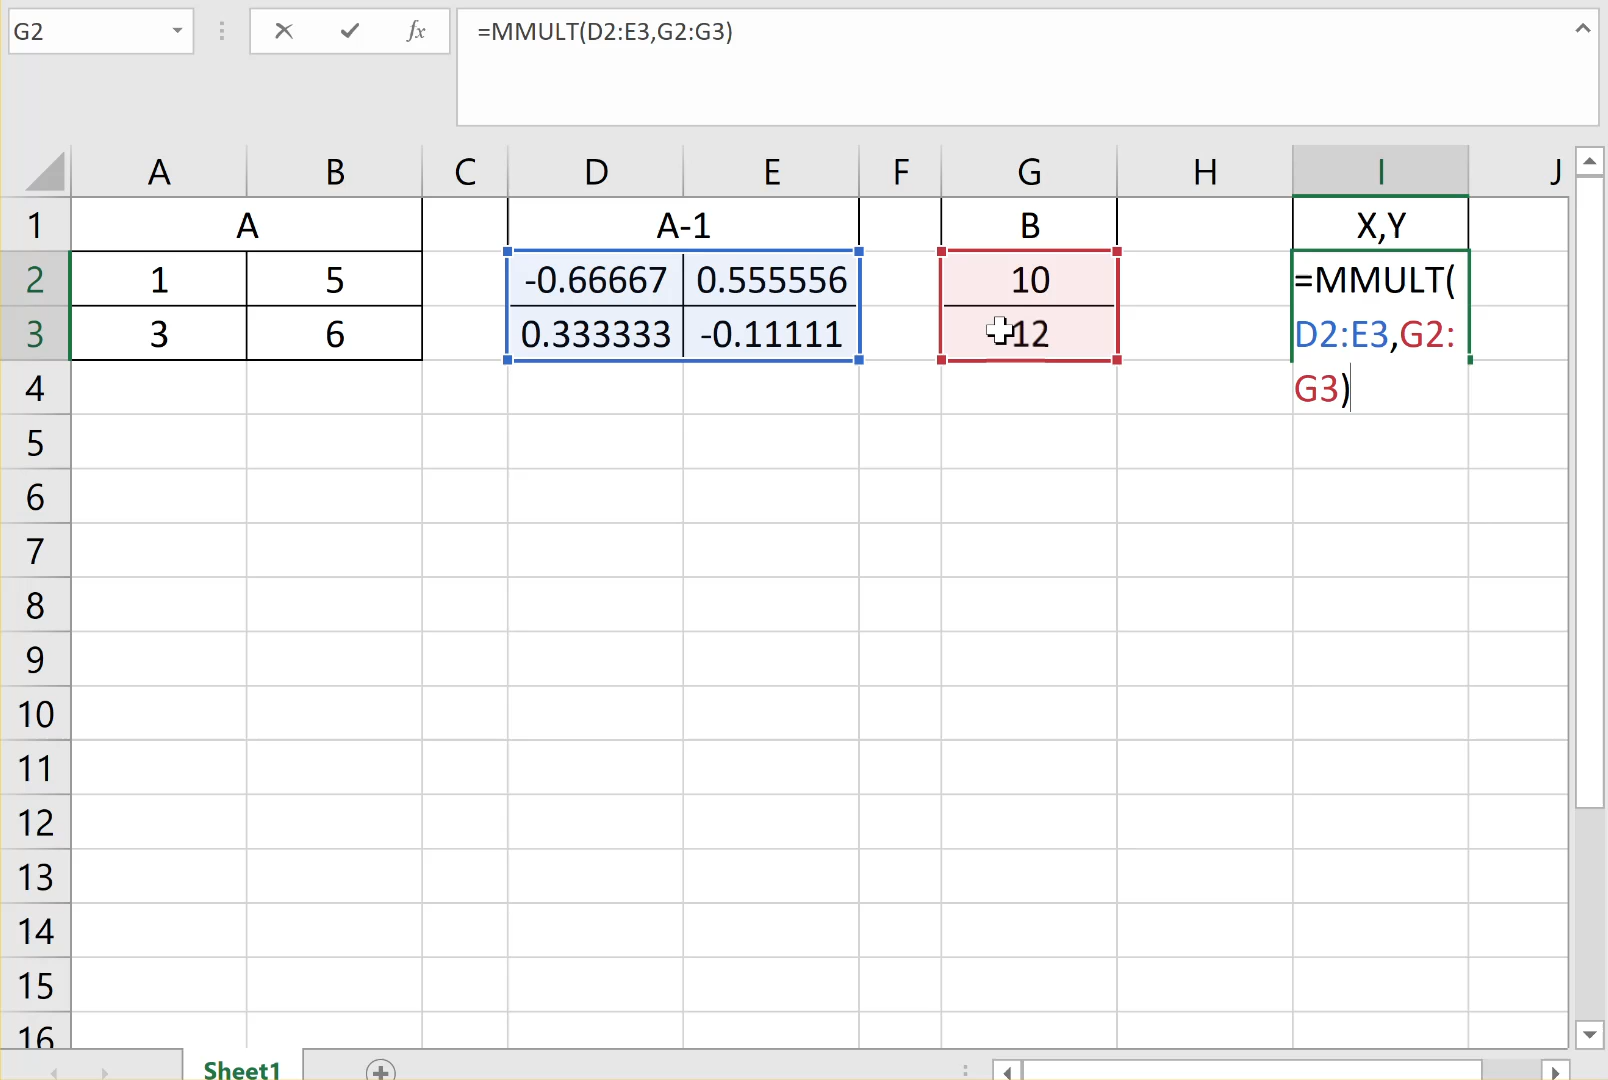 G2 fx =MMULT(D2:E3,G2:G3)
A B C D E F G H I J
1 A A-1 B X,Y
2 1 5 -0.66667 0.555556 10 =MMULT(
3 3 6 0.333333 -0.11111 12 D2:E3,G2:
4 G3)
5
6
7
8
9
10
11
12
13
14
15
16
Sheet1